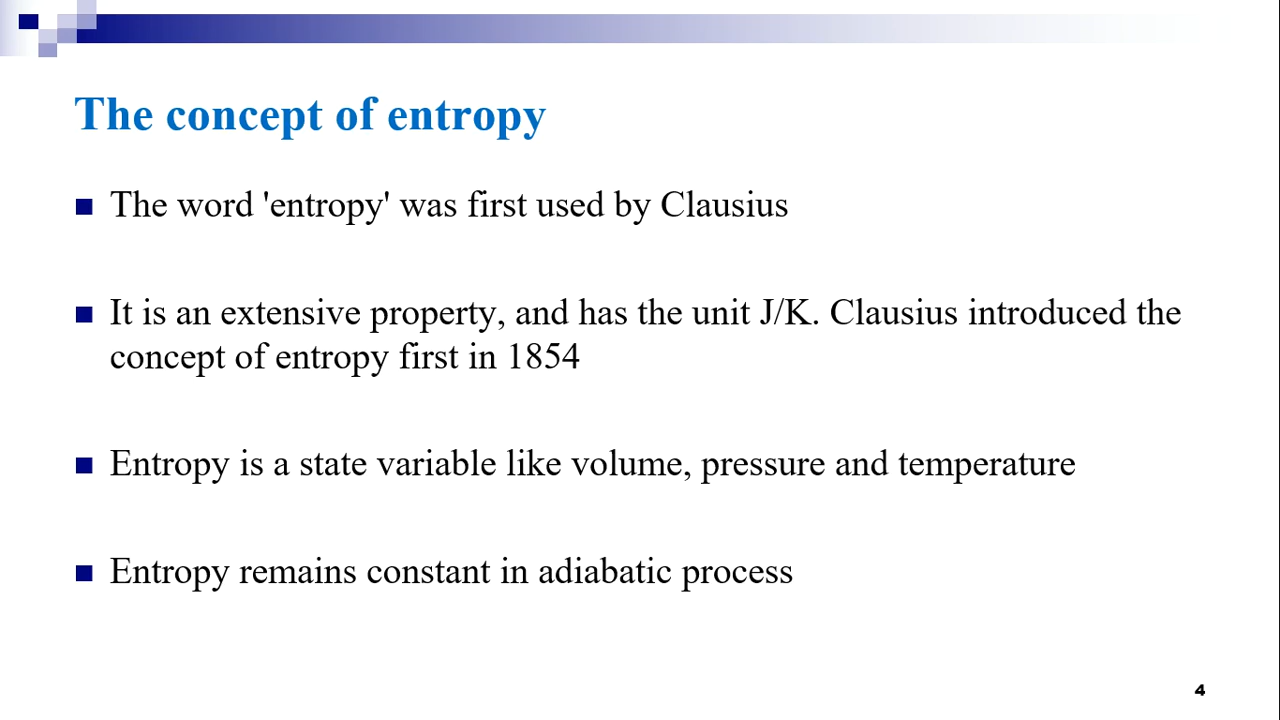 The concept of entropy
The word 'entropy' was first used by Clausius
It is an extensive property, and has the unit J/K. Clausius introduced the
concept of entropy first in 1854
Entropy is a state variable like volume, pressure and temperature
Entropy remains constant in adiabatic process
4